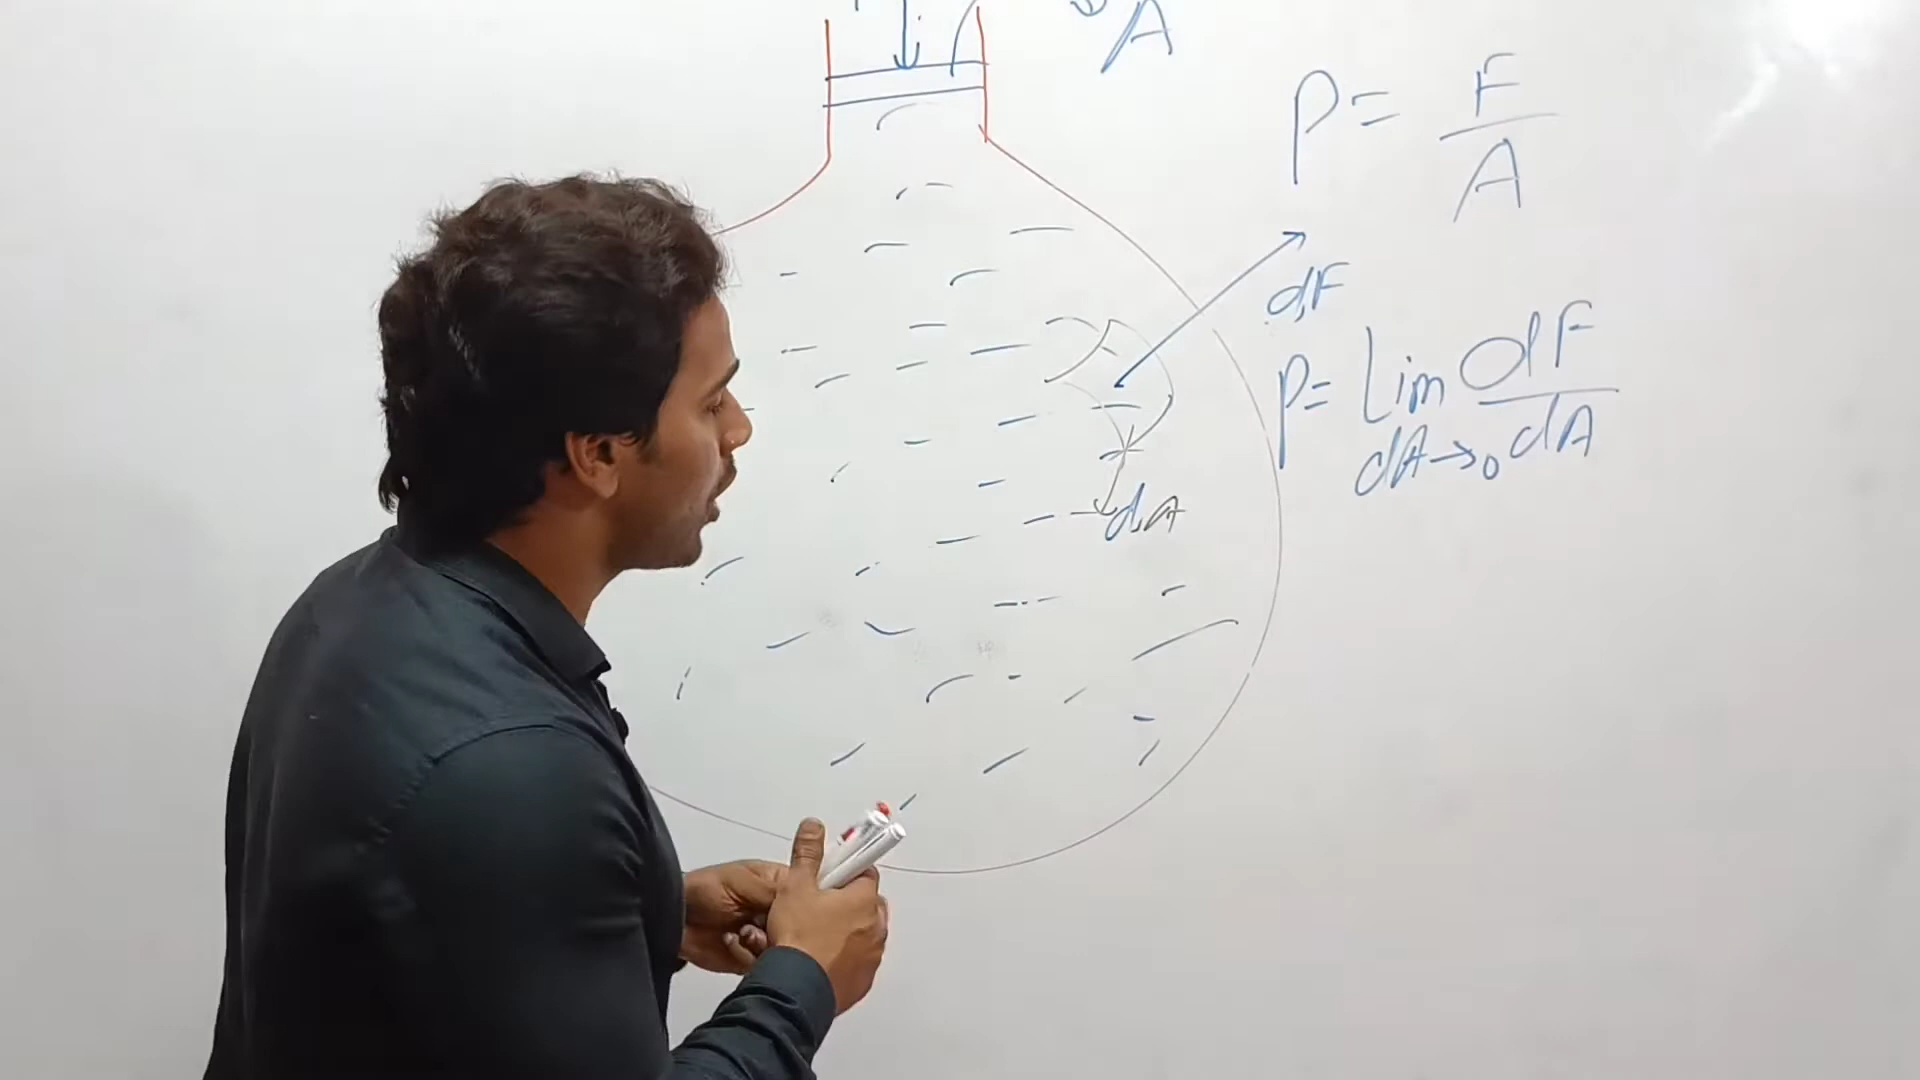 A
P = F/A
dF
P = Lim dF/dA
dA→0
dA